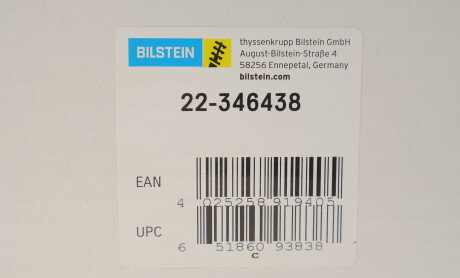 BILSTEIN
thyssenkrupp Bilstein GmbH
August-Bilstein-Straße 4
58256 Ennepetal, Germany
bilstein.com
22-346438
EAN
4 025258 919405
UPC
6 51860 93838
c